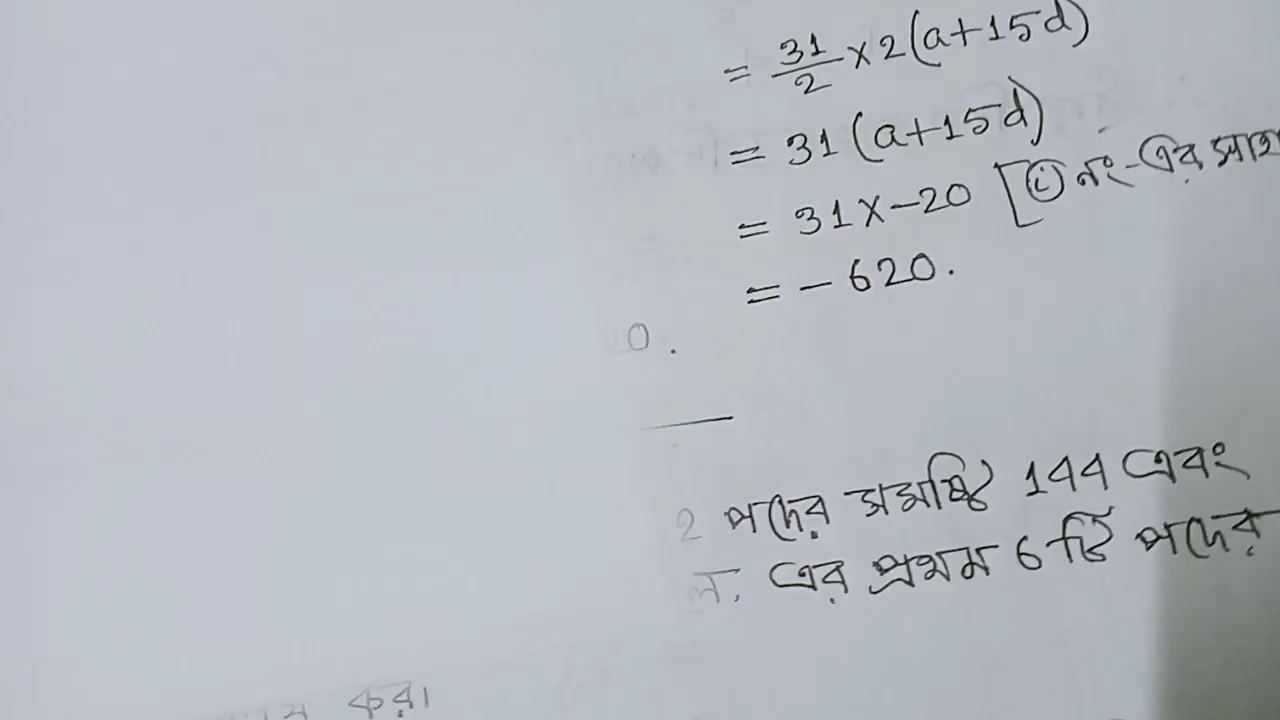 = 31/2 × 2(a+15d)
= 31(a+15d)
= 31×-20 [(i) নং-এর
= -620.
0.
2 পদের সমষ্টি 144 এবং
এর প্রথম 6টি পদের
কর।